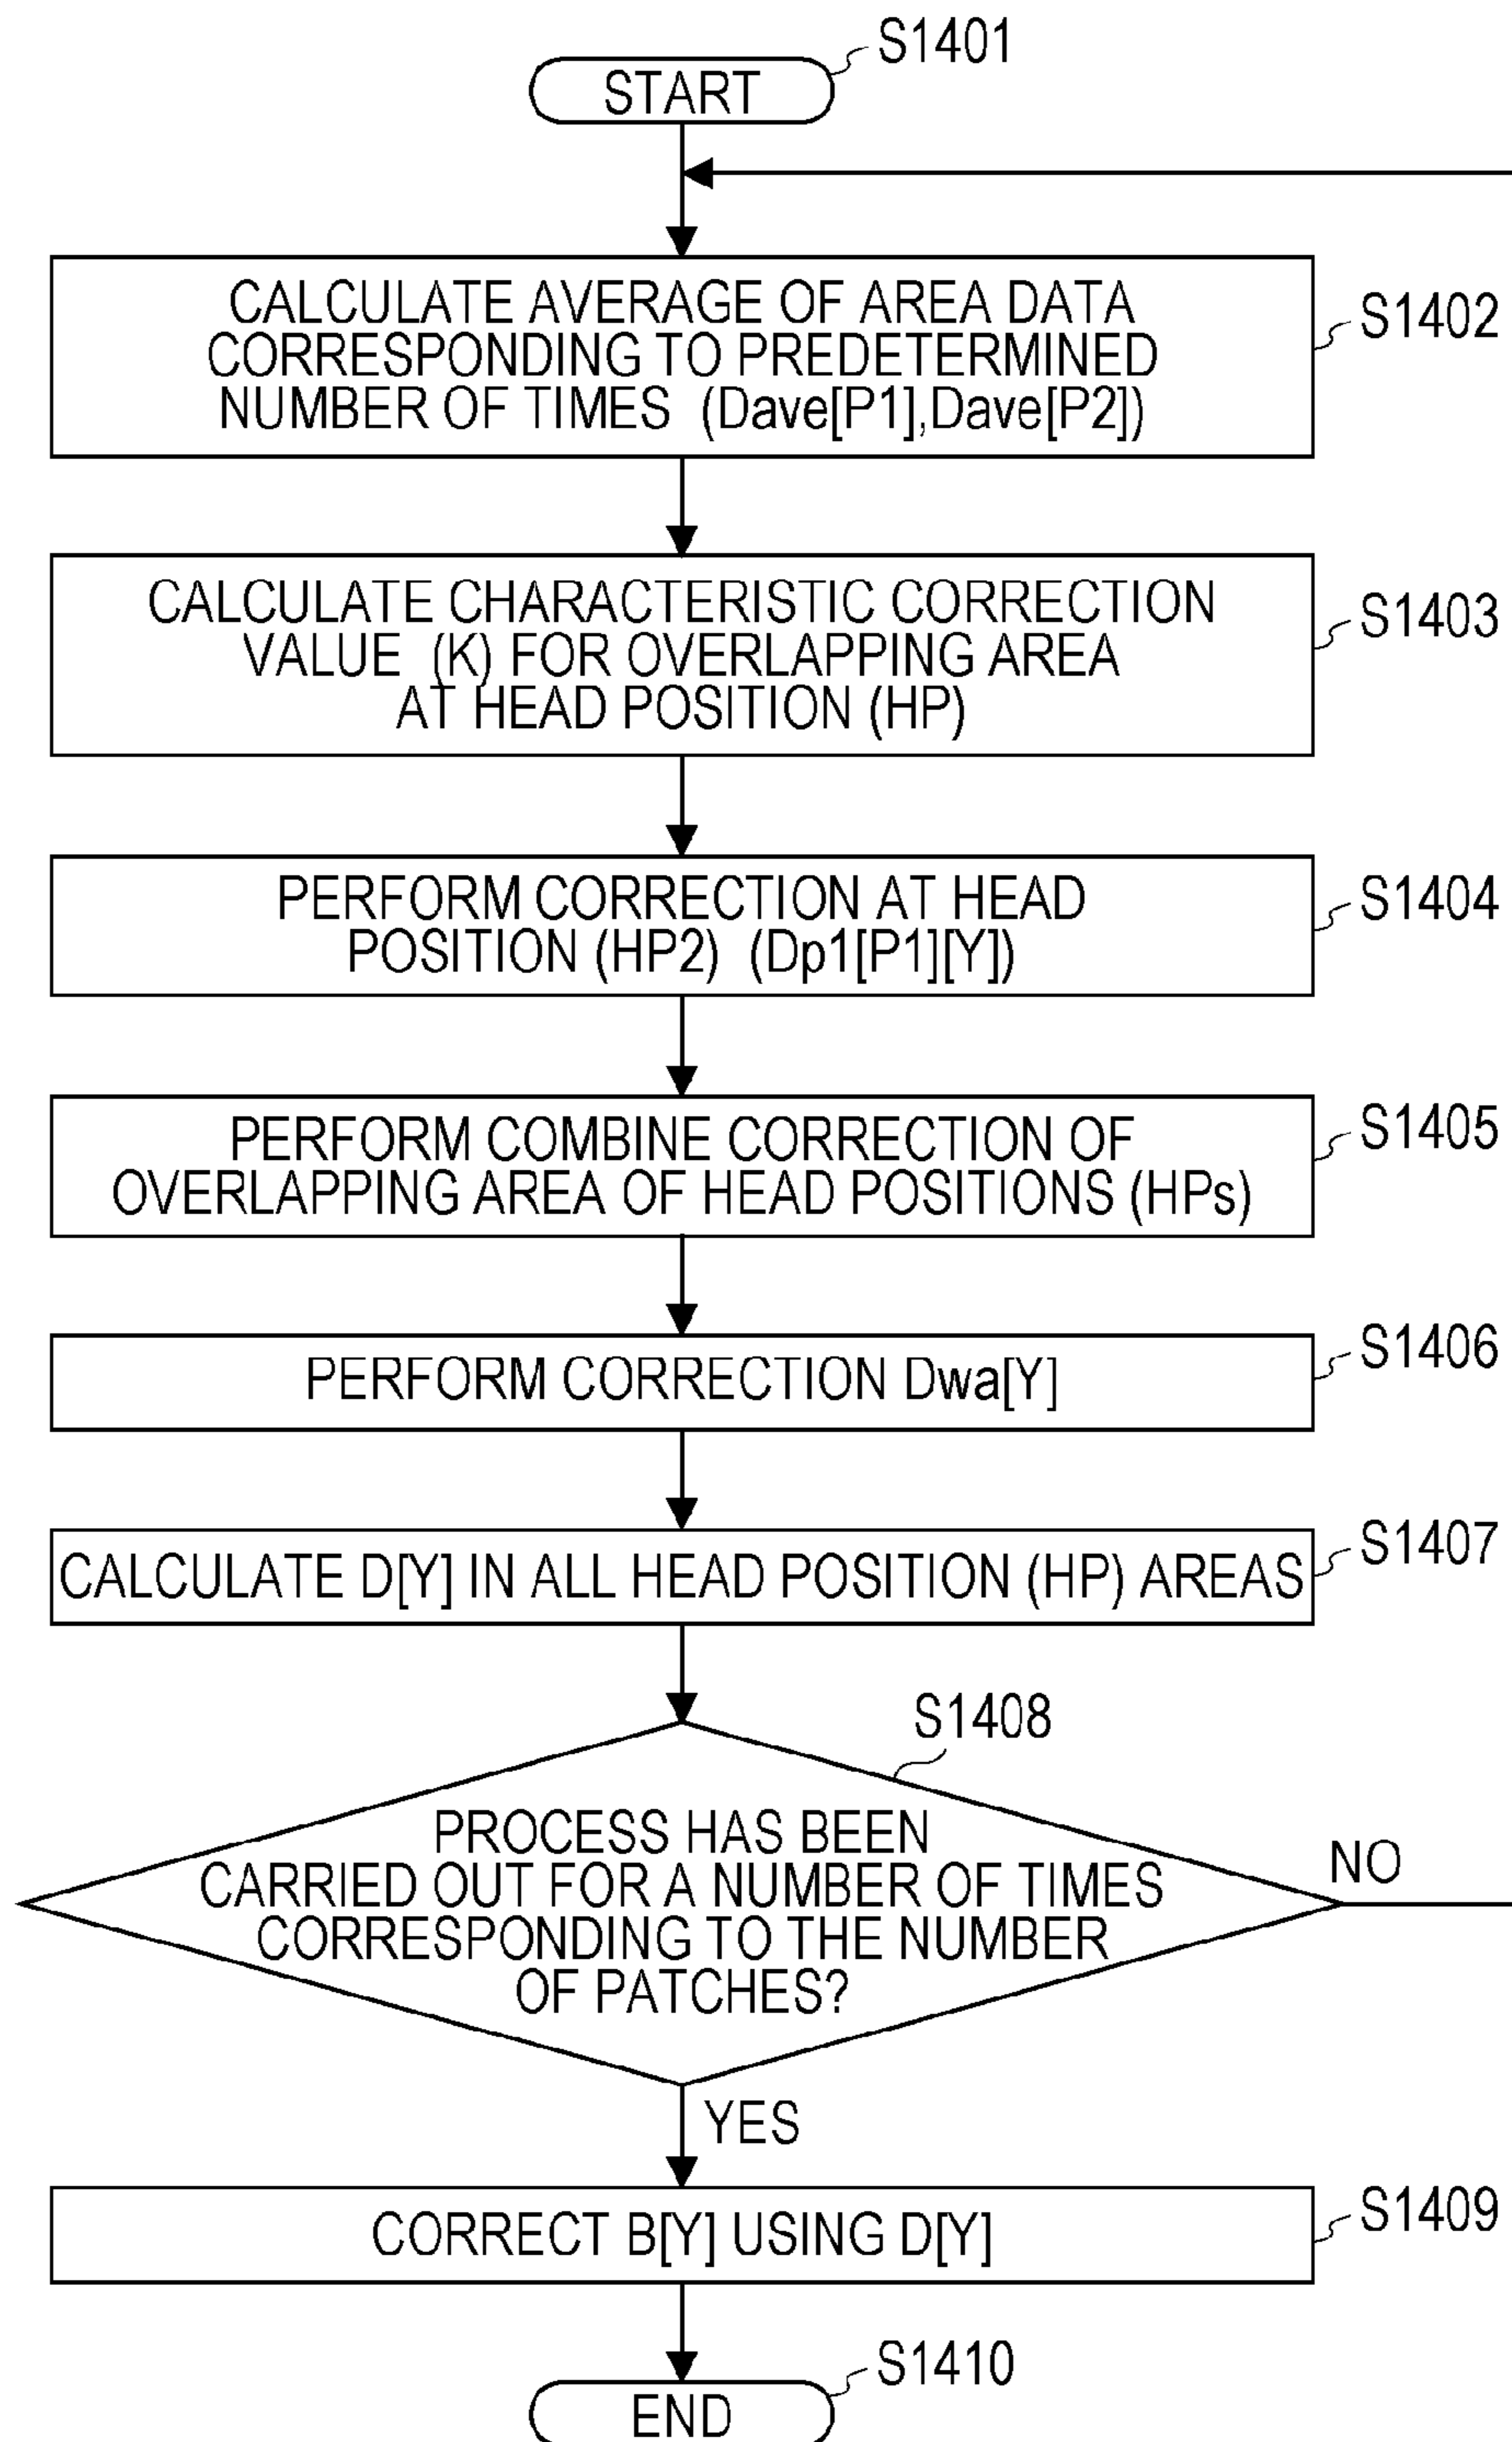 S1401
START
CALCULATE AVERAGE OF AREA DATA
CORRESPONDING TO PREDETERMINED
NUMBER OF TIMES (Dave[P1],Dave[P2])
S1402
CALCULATE CHARACTERISTIC CORRECTION
VALUE (K) FOR OVERLAPPING AREA
AT HEAD POSITION (HP)
S1403
PERFORM CORRECTION AT HEAD
POSITION (HP2) (Dp1[P1][Y])
S1404
PERFORM COMBINE CORRECTION OF
OVERLAPPING AREA OF HEAD POSITIONS (HPs)
S1405
PERFORM CORRECTION Dwa[Y]
S1406
CALCULATE D[Y] IN ALL HEAD POSITION (HP) AREAS
S1407
S1408
PROCESS HAS BEEN
CARRIED OUT FOR A NUMBER OF TIMES
CORRESPONDING TO THE NUMBER
OF PATCHES?
NO
YES
CORRECT B[Y] USING D[Y]
S1409
S1410
END